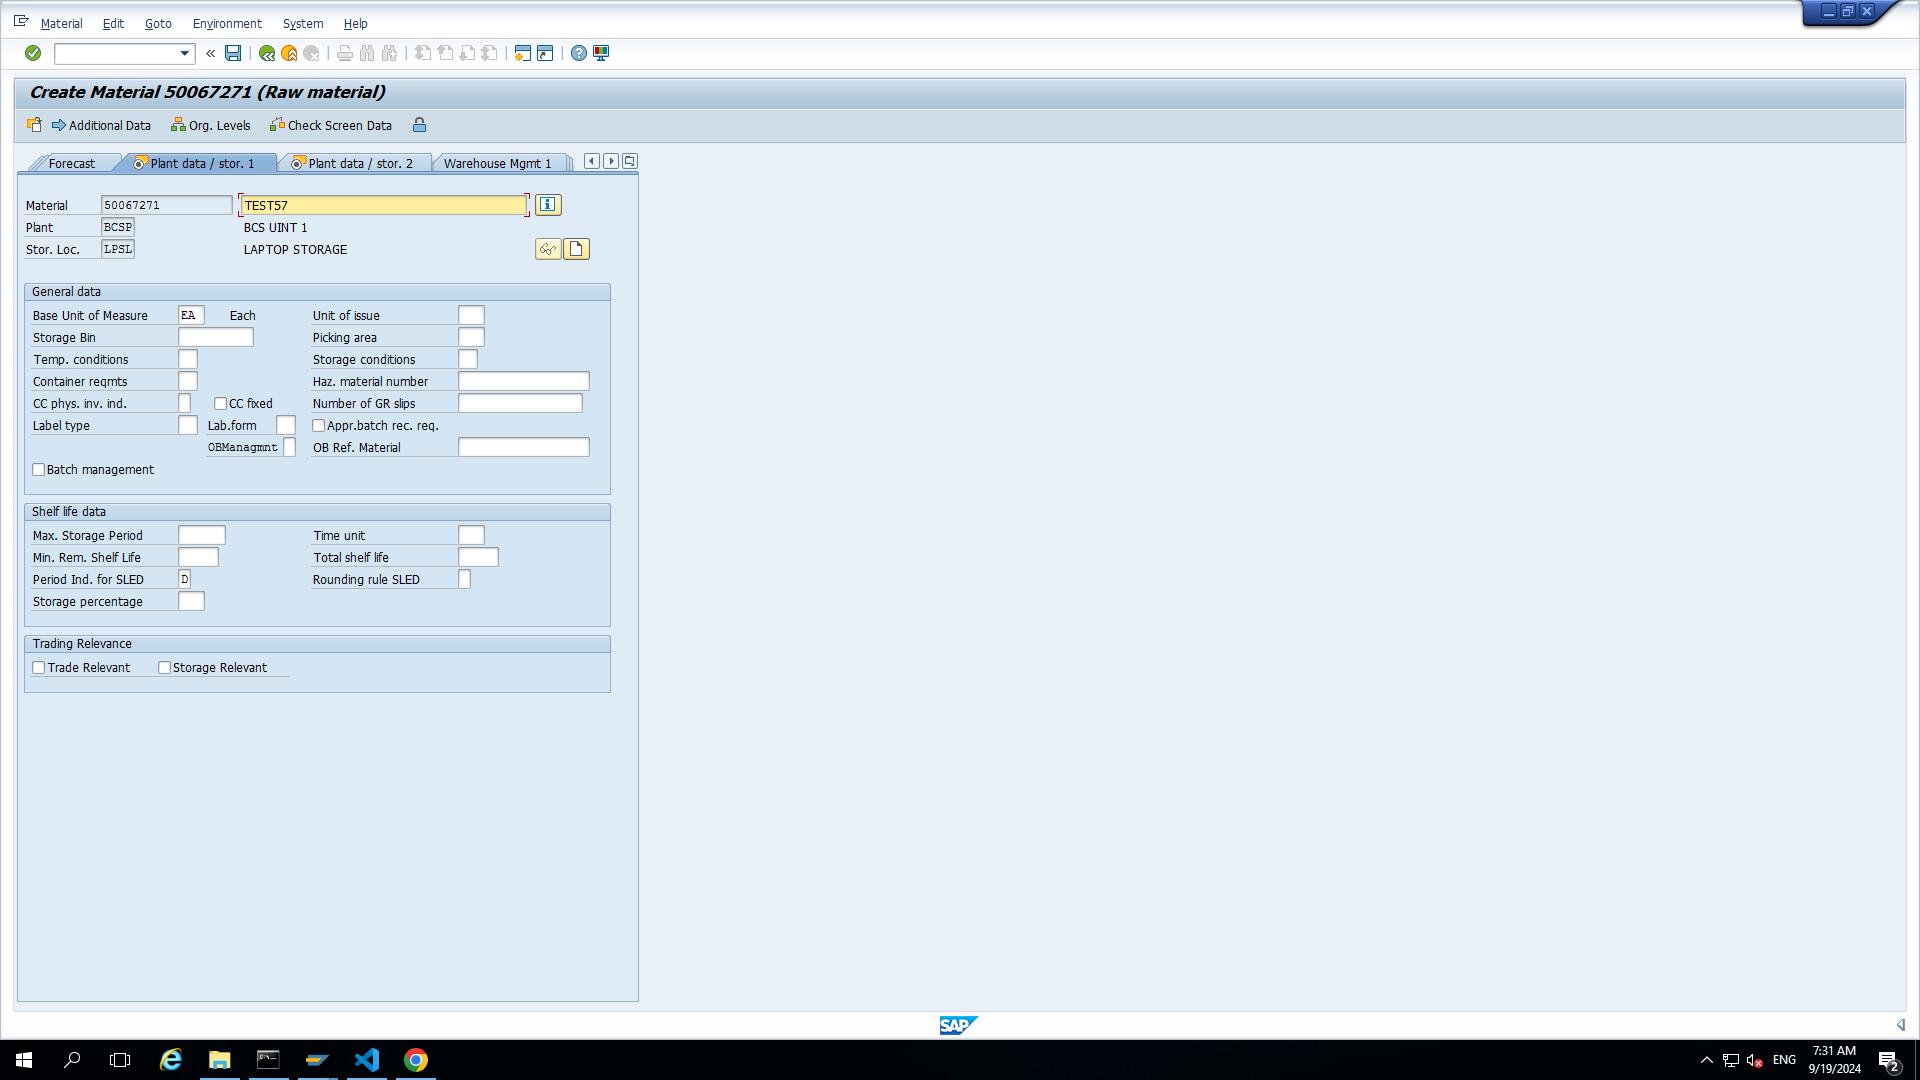 Material Edit Goto Environment System Help
Create Material 50067271 (Raw material)
Additional Data Org. Levels Check Screen Data
Forecast Plant data / stor. 1 Plant data / stor. 2 Warehouse Mgmt 1
Material 50067271 TEST57
Plant BCSP BCS UINT 1
Stor. Loc. LPSL LAPTOP STORAGE
General data
Base Unit of Measure EA Each Unit of issue
Storage Bin Picking area
Temp. conditions Storage conditions
Container reqmts Haz. material number
CC phys. inv. ind. CC fixed Number of GR slips
Label type Lab.form Appr.batch rec. req.
OBManagmnt OB Ref. Material
Batch management
Shelf life data
Max. Storage Period Time unit
Min. Rem. Shelf Life Total shelf life
Period Ind. for SLED D Rounding rule SLED
Storage percentage
Trading Relevance
Trade Relevant Storage Relevant
SAP
7:31 AM
ENG
9/19/2024
2